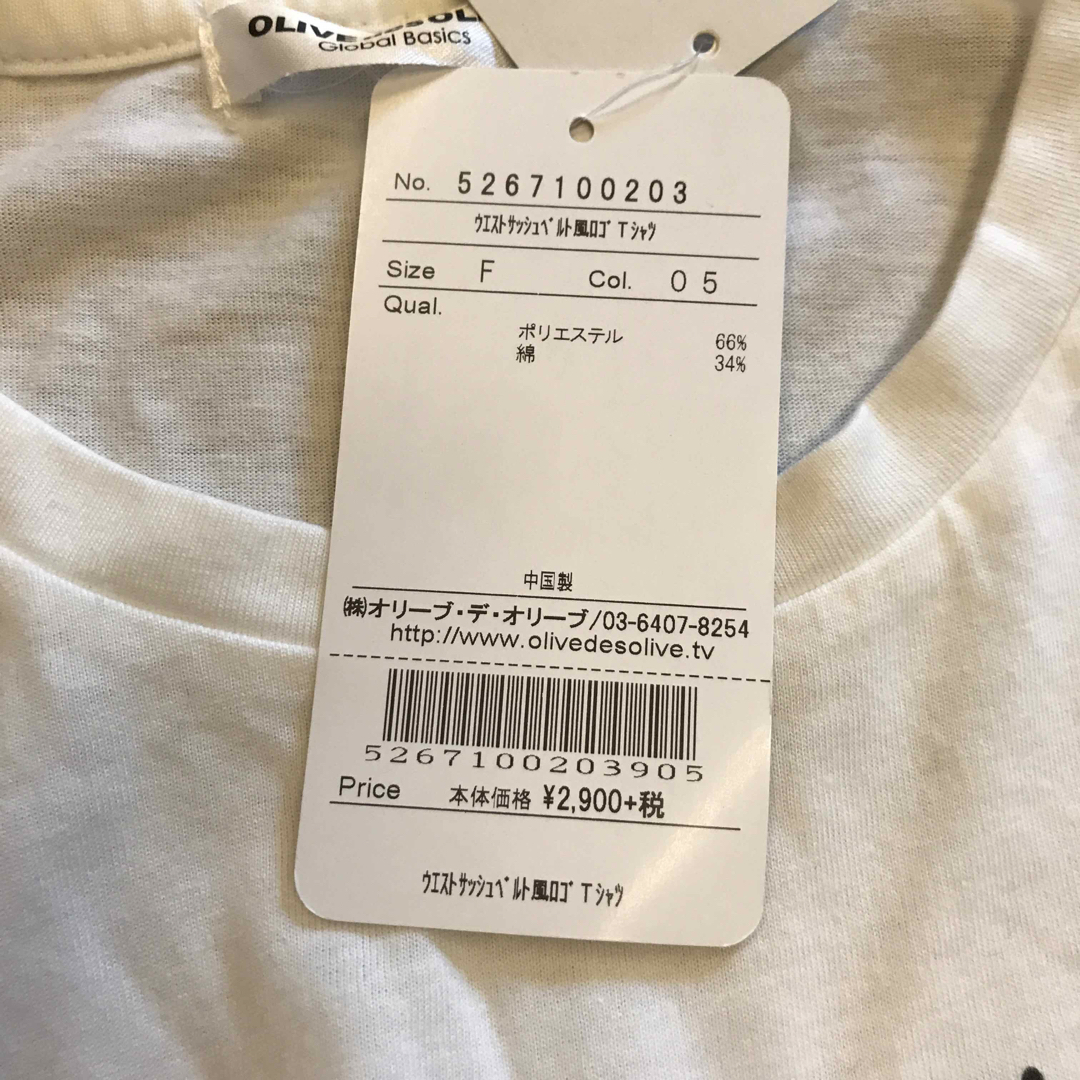 Global Basics
No. 5267100203
ｳｴｽﾄｻｯｼｭﾍﾞﾙﾄ風ﾛｺﾞTｼｬﾂ
Size F Col. 05
Qual.
ポリエステル 66%
綿 34%
中国製
㈱オリーブ・デ・オリーブ/03-6407-8254
http://www.olivedesolive.tv
5267100203905
Price 本体価格 ¥2,900+税
ｳｴｽﾄｻｯｼｭﾍﾞﾙﾄ風ﾛｺﾞTｼｬﾂ